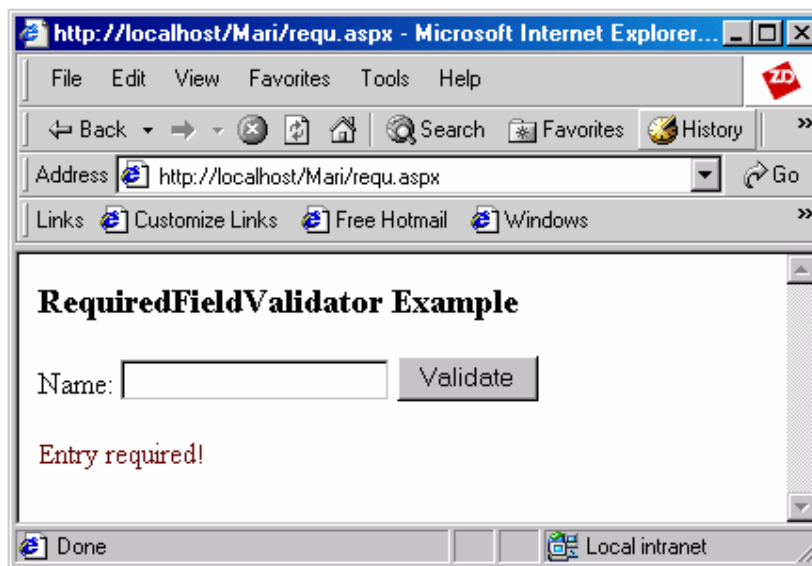 http://localhost/Mari/requ.aspx - Microsoft Internet Explorer...
File Edit View Favorites Tools Help
ZD
Back Search Favorites History »
Address http://localhost/Mari/requ.aspx Go
Links Customize Links Free Hotmail Windows »
RequiredFieldValidator Example
Name: Validate
Entry required!
Done Local intranet